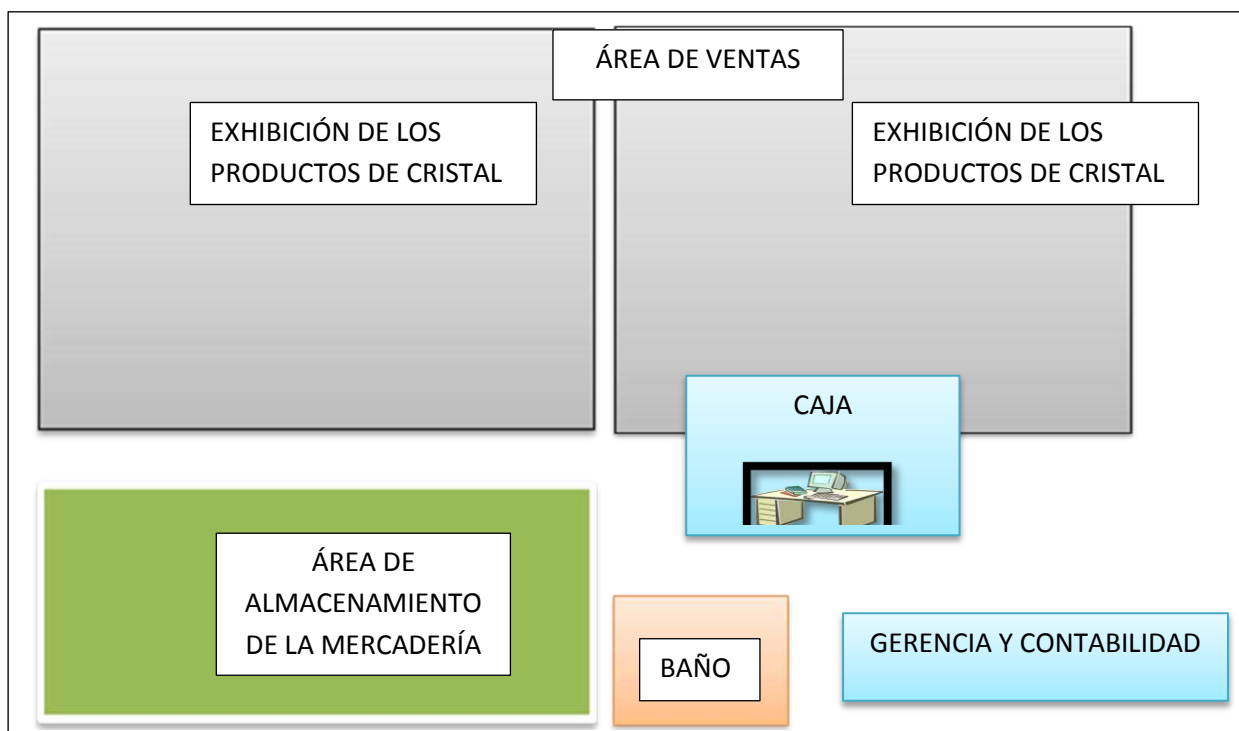 ÁREA DE VENTAS
EXHIBICIÓN DE LOS
PRODUCTOS DE CRISTAL
EXHIBICIÓN DE LOS
PRODUCTOS DE CRISTAL
CAJA
ÁREA DE
ALMACENAMIENTO
DE LA MERCADERÍA
BAÑO
GERENCIA Y CONTABILIDAD